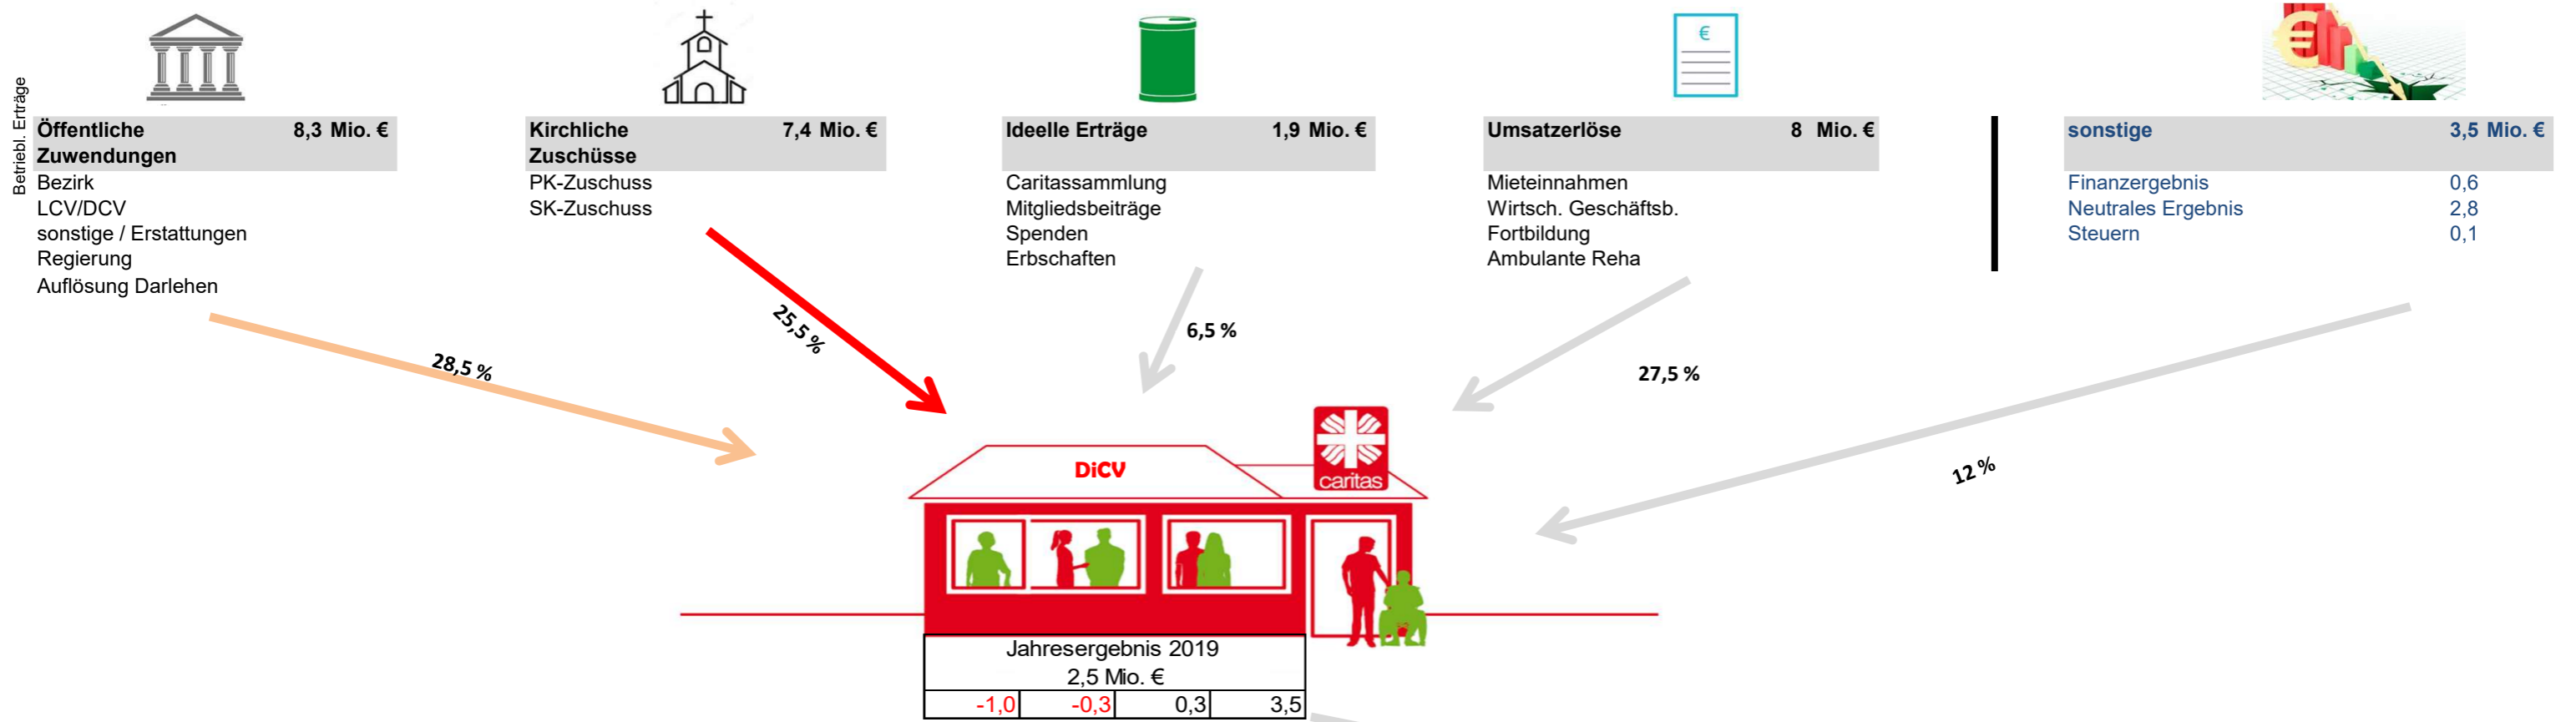 Betriebl. Erträge
Öffentliche Zuwendungen 8,3 Mio. €
Bezirk
LCV/DCV
sonstige / Erstattungen
Regierung
Auflösung Darlehen
Kirchliche Zuschüsse 7,4 Mio. €
PK-Zuschuss
SK-Zuschuss
€
Ideelle Erträge 1,9 Mio. €
Caritassammlung
Mitgliedsbeiträge
Spenden
Erbschaften
€
Umsatzerlöse 8 Mio. €
Mieteinnahmen
Wirtsch. Geschäftsb.
Fortbildung
Ambulante Reha
sonstige 3,5 Mio. €
Finanzergebnis 0,6
Neutrales Ergebnis 2,8
Steuern 0,1
28,5 %
25,5 %
6,5 %
27,5 %
12 %
DiCV
caritas
Jahresergebnis 2019
2,5 Mio. €
-1,0 -0,3 0,3 3,5